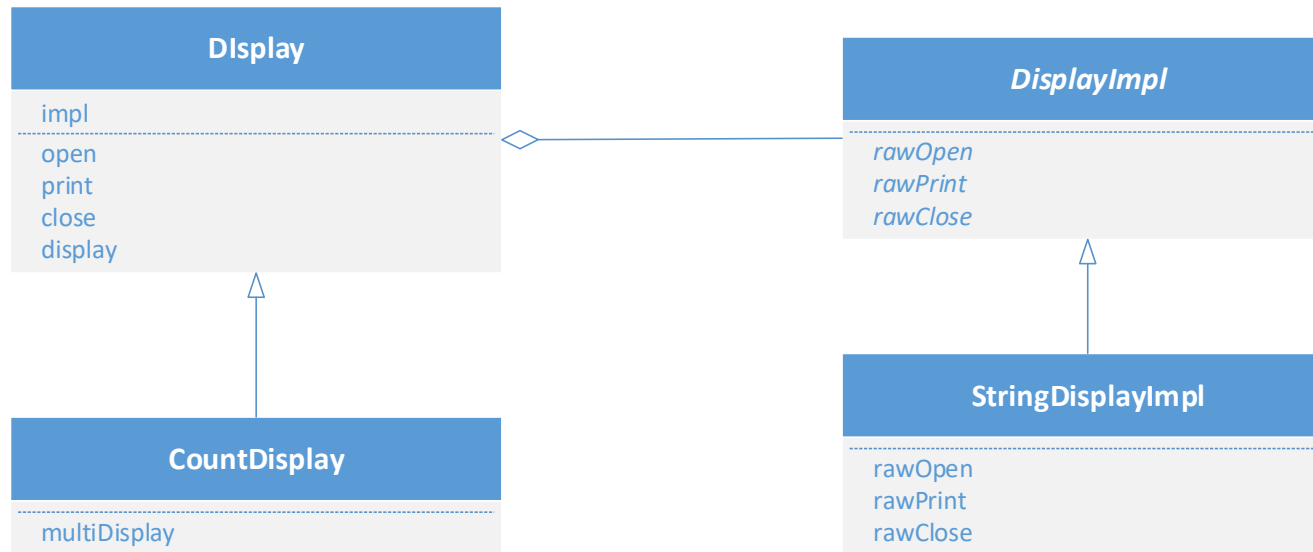 DIsplay
impl
open
print
close
display
DisplayImpl
rawOpen
rawPrint
rawClose
CountDisplay
multiDisplay
StringDisplayImpl
rawOpen
rawPrint
rawClose